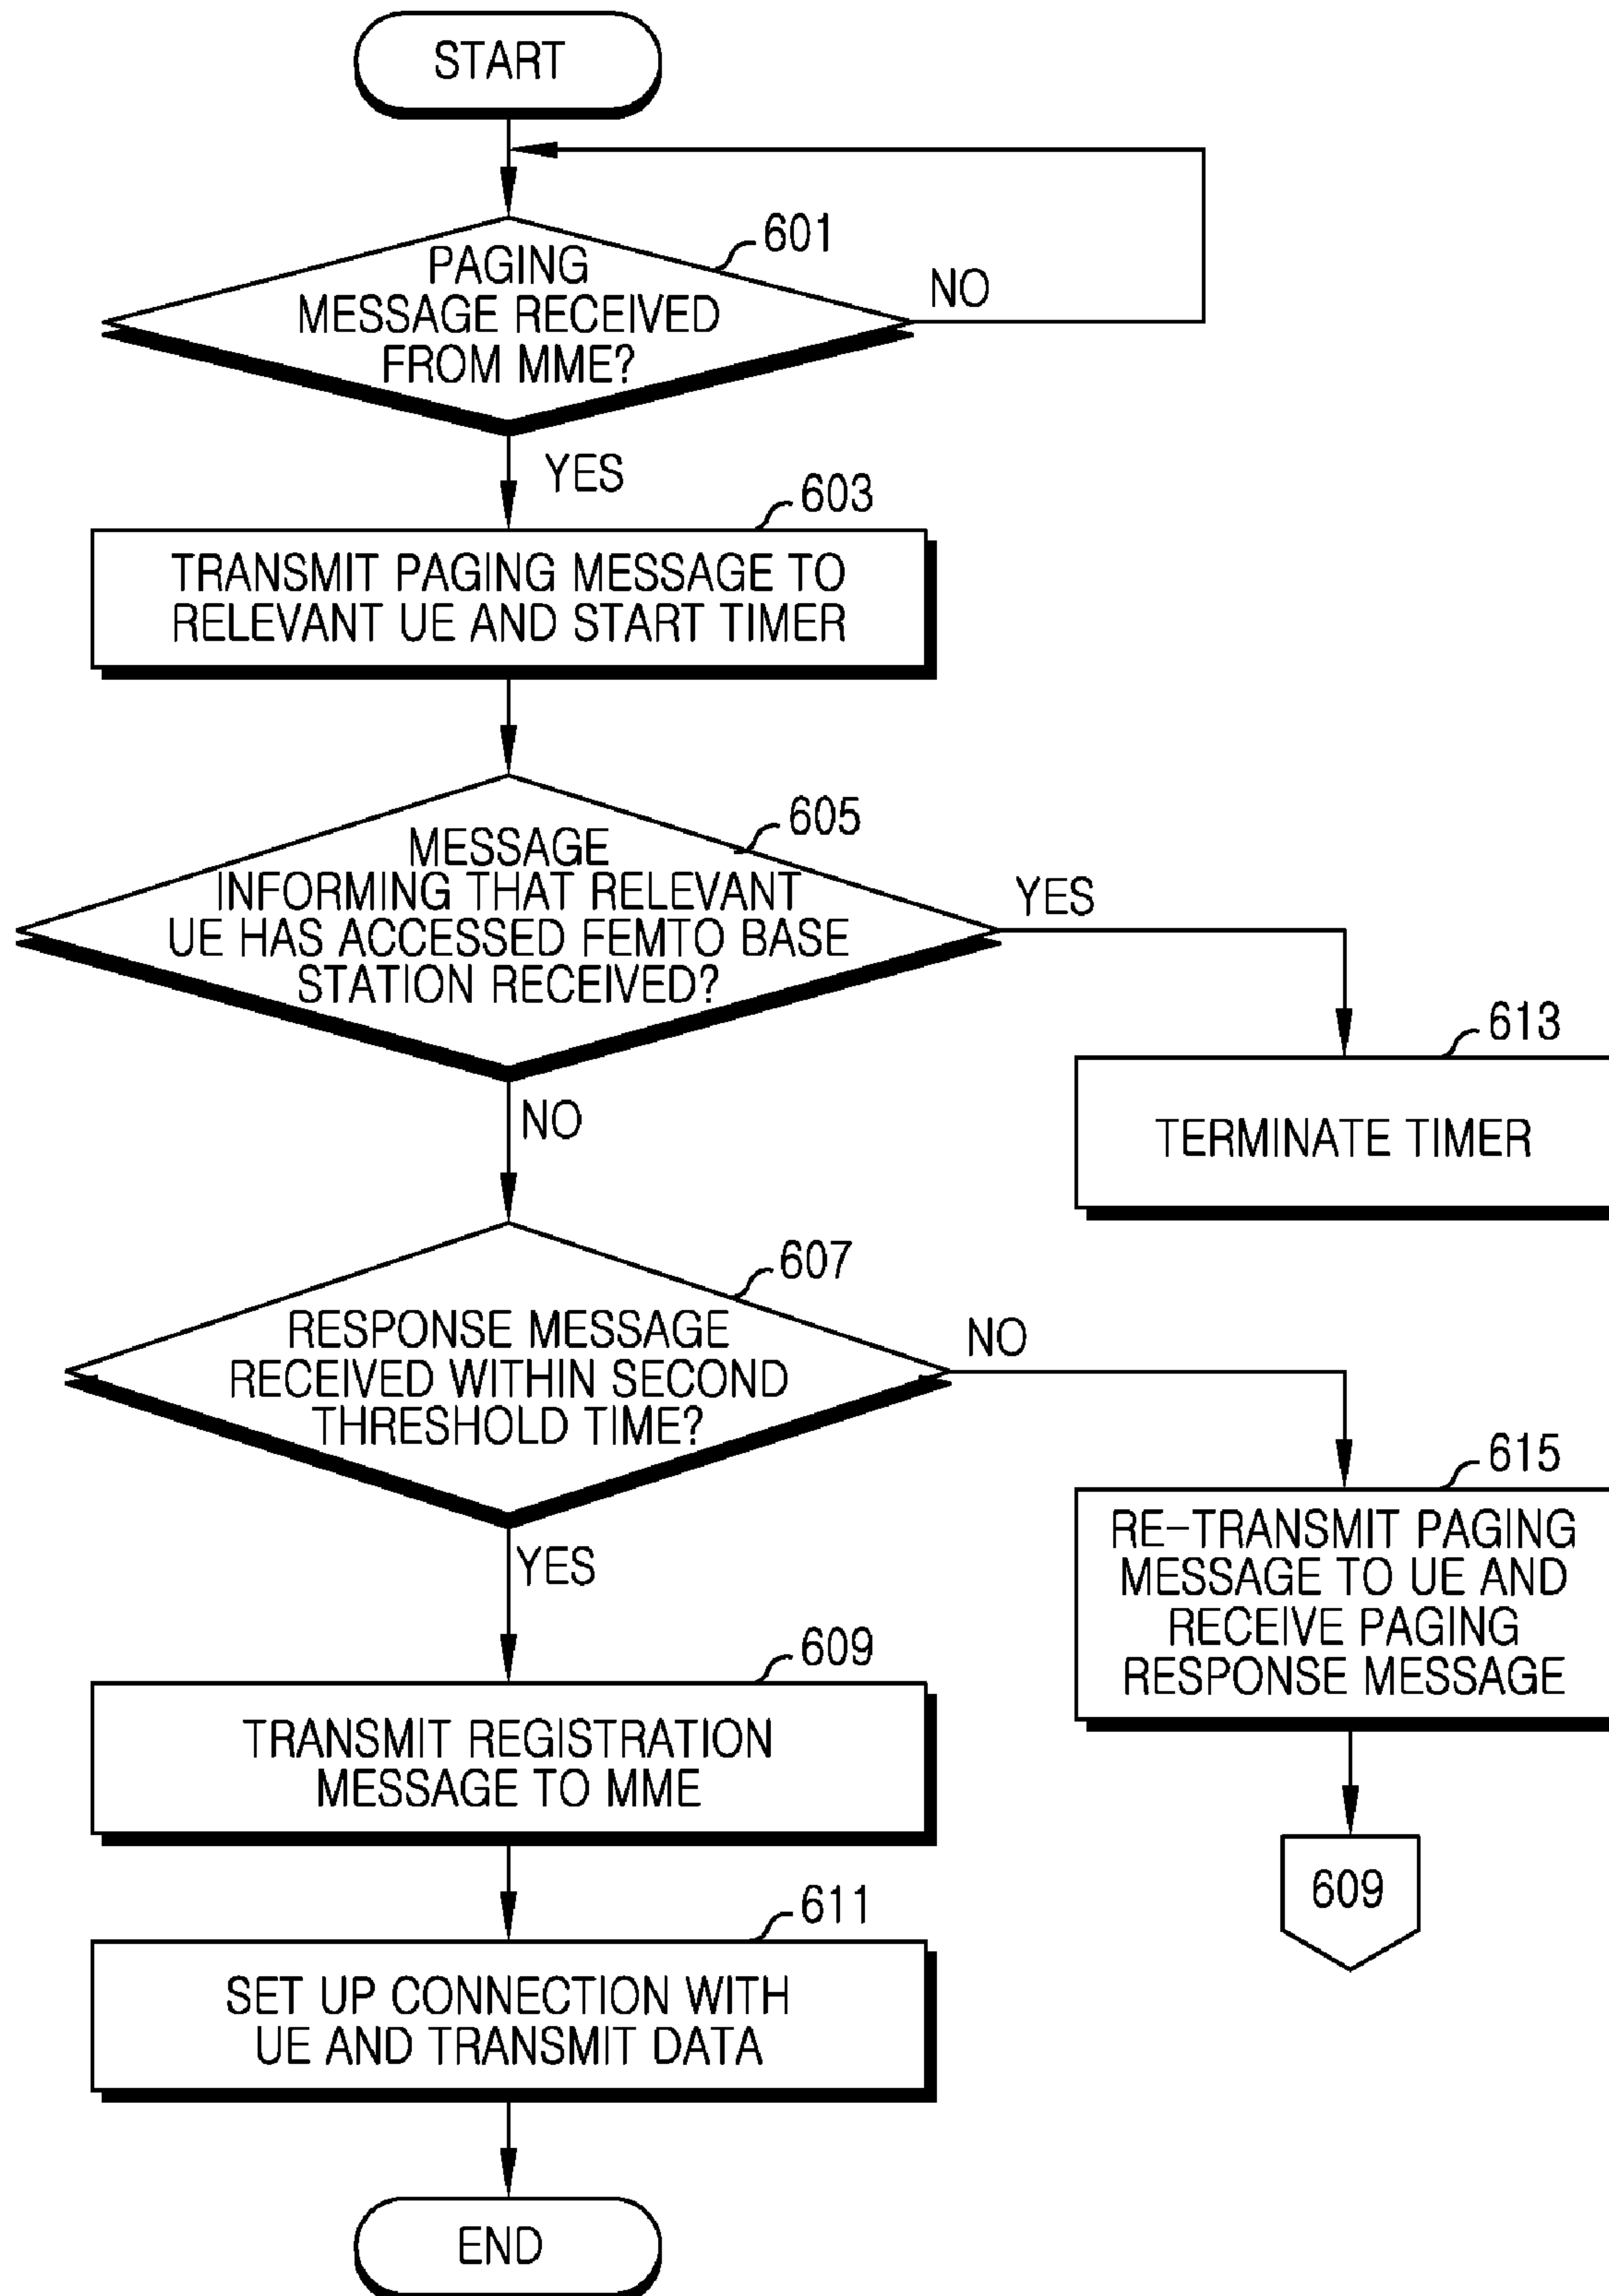 START
601
PAGING
MESSAGE RECEIVED
FROM MME?
NO
YES
603
TRANSMIT PAGING MESSAGE TO
RELEVANT UE AND START TIMER
605
MESSAGE
INFORMING THAT RELEVANT
UE HAS ACCESSED FEMTO BASE
STATION RECEIVED?
YES
NO
613
TERMINATE TIMER
607
RESPONSE MESSAGE
RECEIVED WITHIN SECOND
THRESHOLD TIME?
NO
YES
615
RE-TRANSMIT PAGING
MESSAGE TO UE AND
RECEIVE PAGING
RESPONSE MESSAGE
609
609
TRANSMIT REGISTRATION
MESSAGE TO MME
611
SET UP CONNECTION WITH
UE AND TRANSMIT DATA
END